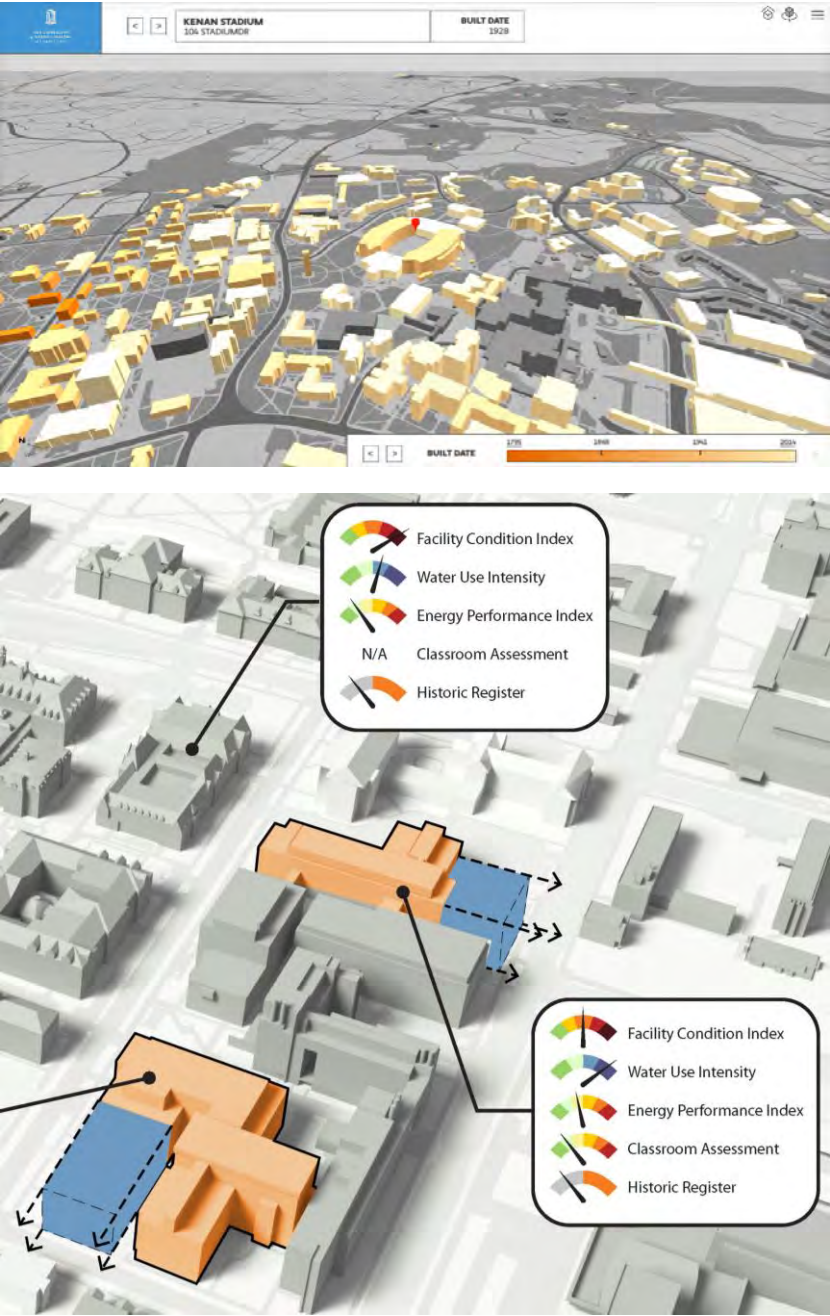 KENAN STADIUM
104 STADIUMDR
BUILT DATE
1928
N
BUILT DATE
1795
1941
2014
Facility Condition Index
Water Use Intensity
Energy Performance Index
N/A Classroom Assessment
Historic Register
Facility Condition Index
Water Use Intensity
Energy Performance Index
Classroom Assessment
Historic Register